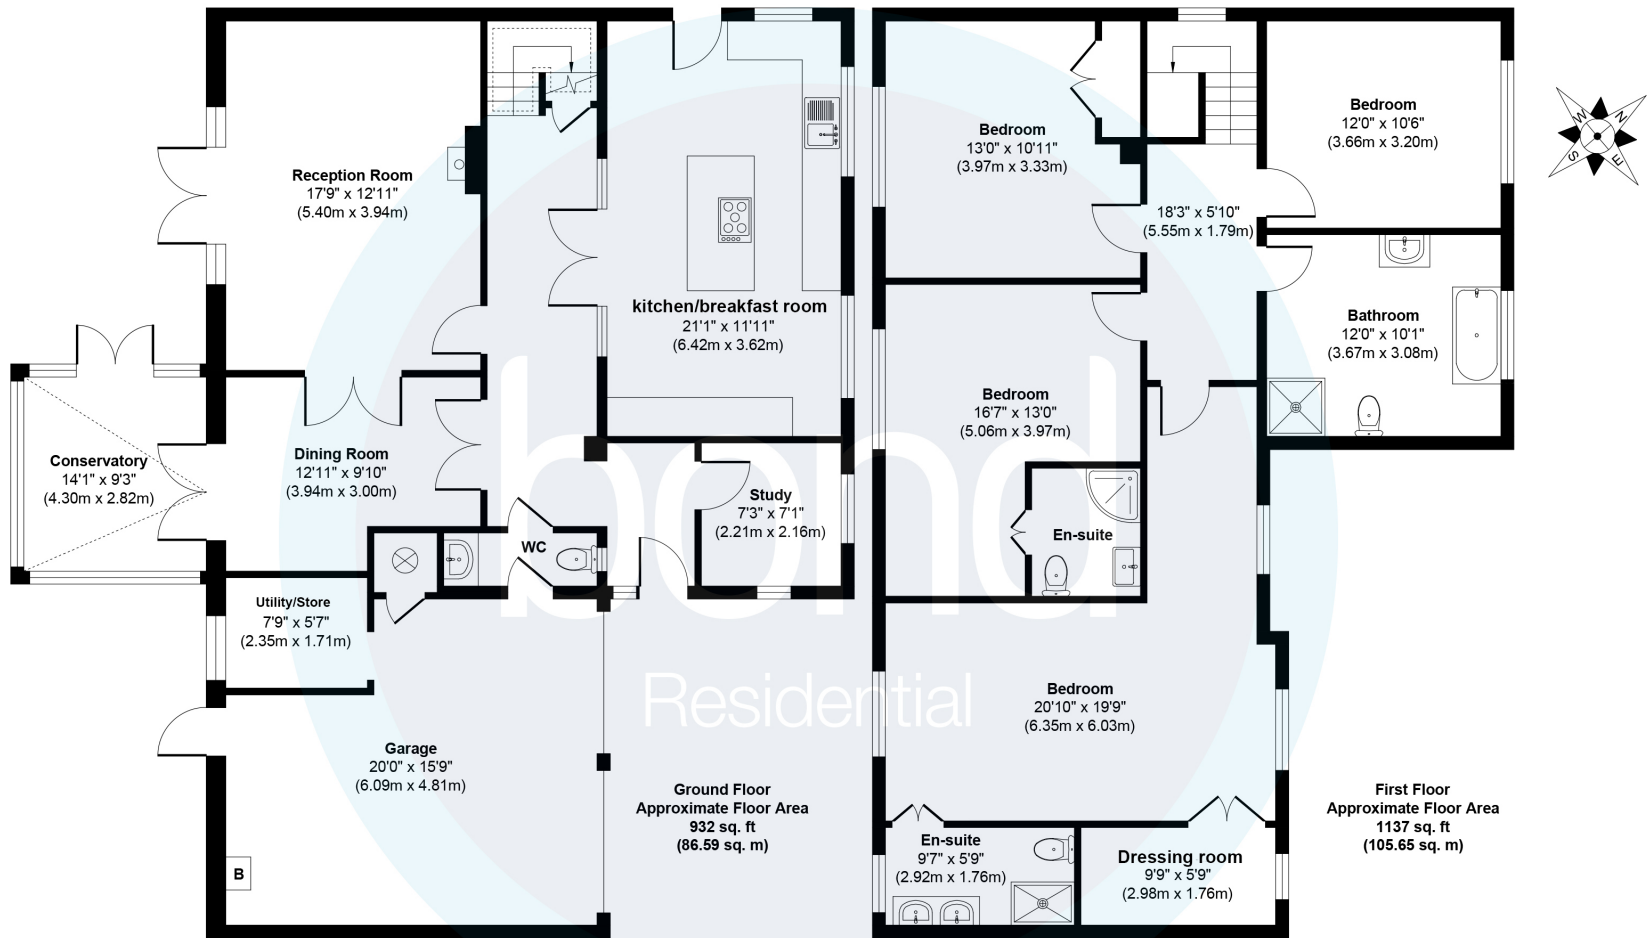 Reception Room
17'9" x 12'11"
(5.40m x 3.94m)
kitchen/breakfast room
21'1" x 11'11"
(6.42m x 3.62m)
Conservatory
14'1" x 9'3"
(4.30m x 2.82m)
Dining Room
12'11" x 9'10"
(3.94m x 3.00m)
Study
7'3" x 7'1"
(2.21m x 2.16m)
WC
Utility/Store
7'9" x 5'7"
(2.35m x 1.71m)
Garage
20'0" x 15'9"
(6.09m x 4.81m)
B
Ground Floor
Approximate Floor Area
932 sq. ft
(86.59 sq. m)
Bedroom
13'0" x 10'11"
(3.97m x 3.33m)
Bedroom
12'0" x 10'6"
(3.66m x 3.20m)
18'3" x 5'10"
(5.55m x 1.79m)
Bathroom
12'0" x 10'1"
(3.67m x 3.08m)
Bedroom
16'7" x 13'0"
(5.06m x 3.97m)
En-suite
Bedroom
20'10" x 19'9"
(6.35m x 6.03m)
En-suite
9'7" x 5'9"
(2.92m x 1.76m)
Dressing room
9'9" x 5'9"
(2.98m x 1.76m)
First Floor
Approximate Floor Area
1137 sq. ft
(105.65 sq. m)
W N
S E
bond
Residential